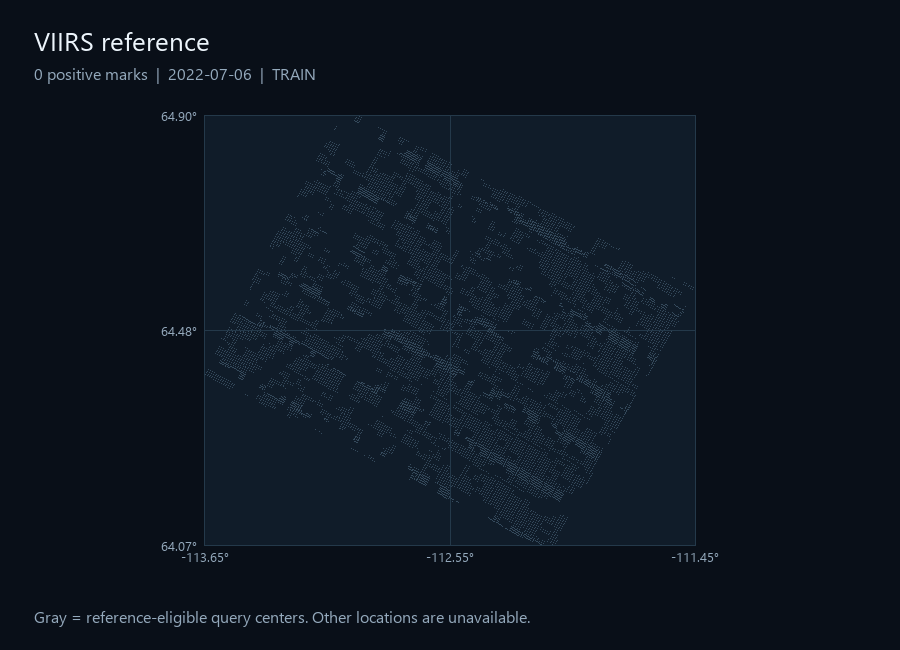 VIIRS reference
0 positive marks | 2022-07-06 | TRAIN
64.90°
64.48°
64.07°
-113.65°
-112.55°
-111.45°
Gray = reference-eligible query centers. Other locations are unavailable.